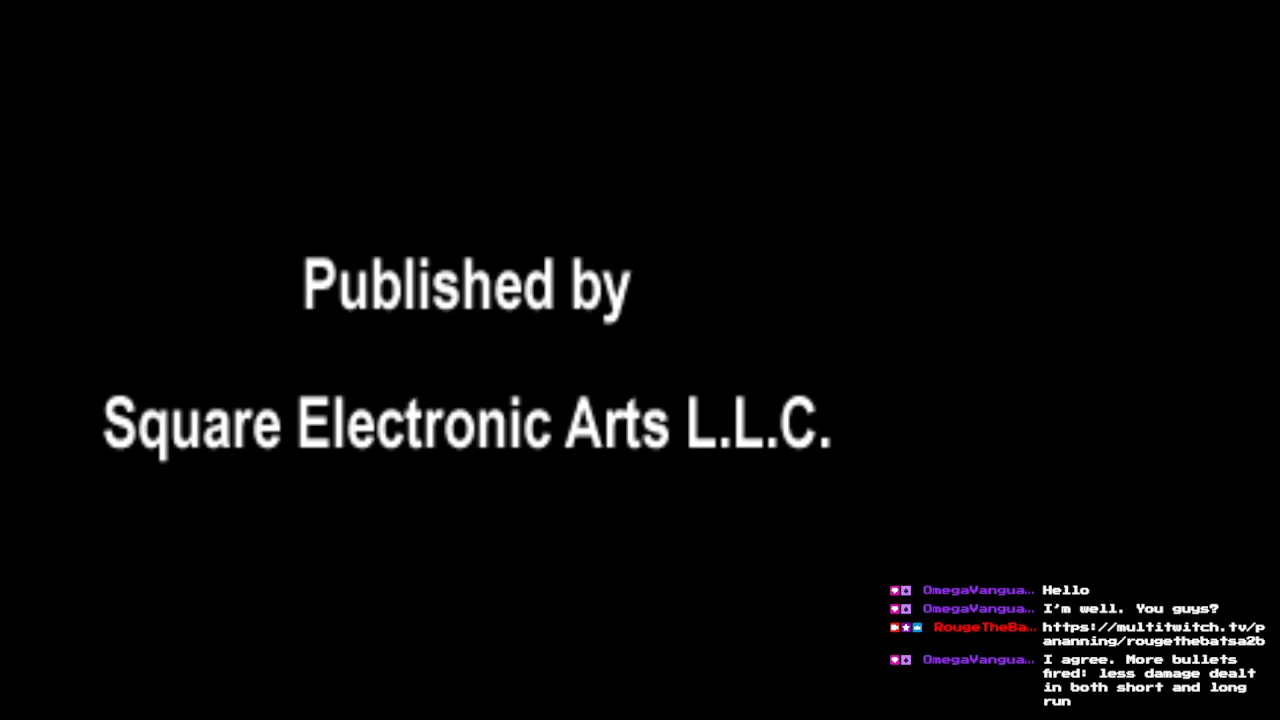 Published by
Square Electronic Arts L.L.C.
OmegaVangua… Hello
OmegaVangua… I'm well. You guys?
RougeTheBa… https://multitwitch.tv/p
ananning/rougethebatsa2b
OmegaVangua… I agree. More bullets
fired: less damage dealt
in both short and long
run